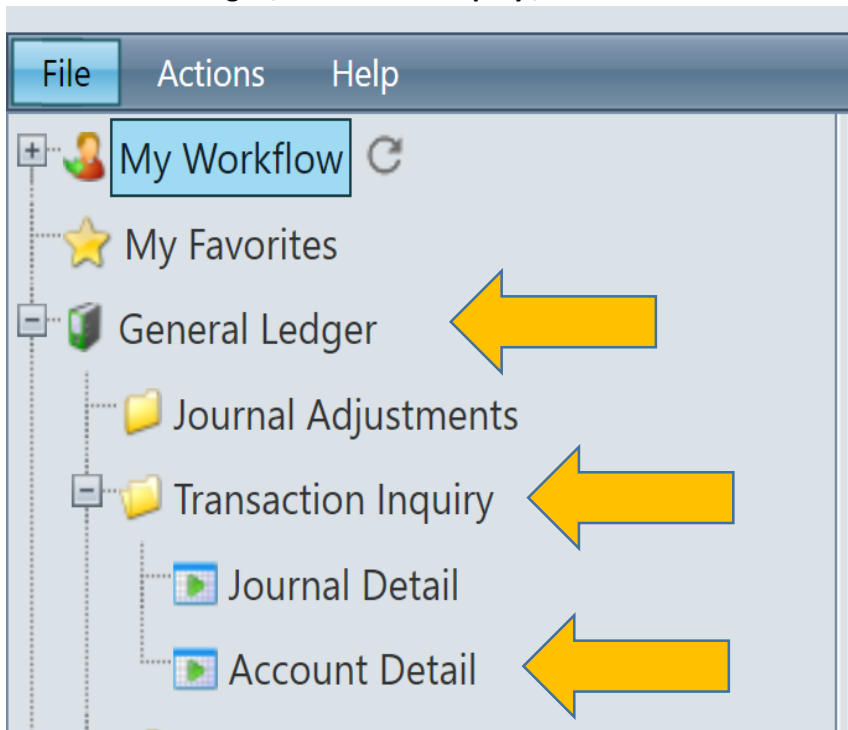 File Actions Help
My Workflow
My Favorites
General Ledger
Journal Adjustments
Transaction Inquiry
Journal Detail
Account Detail